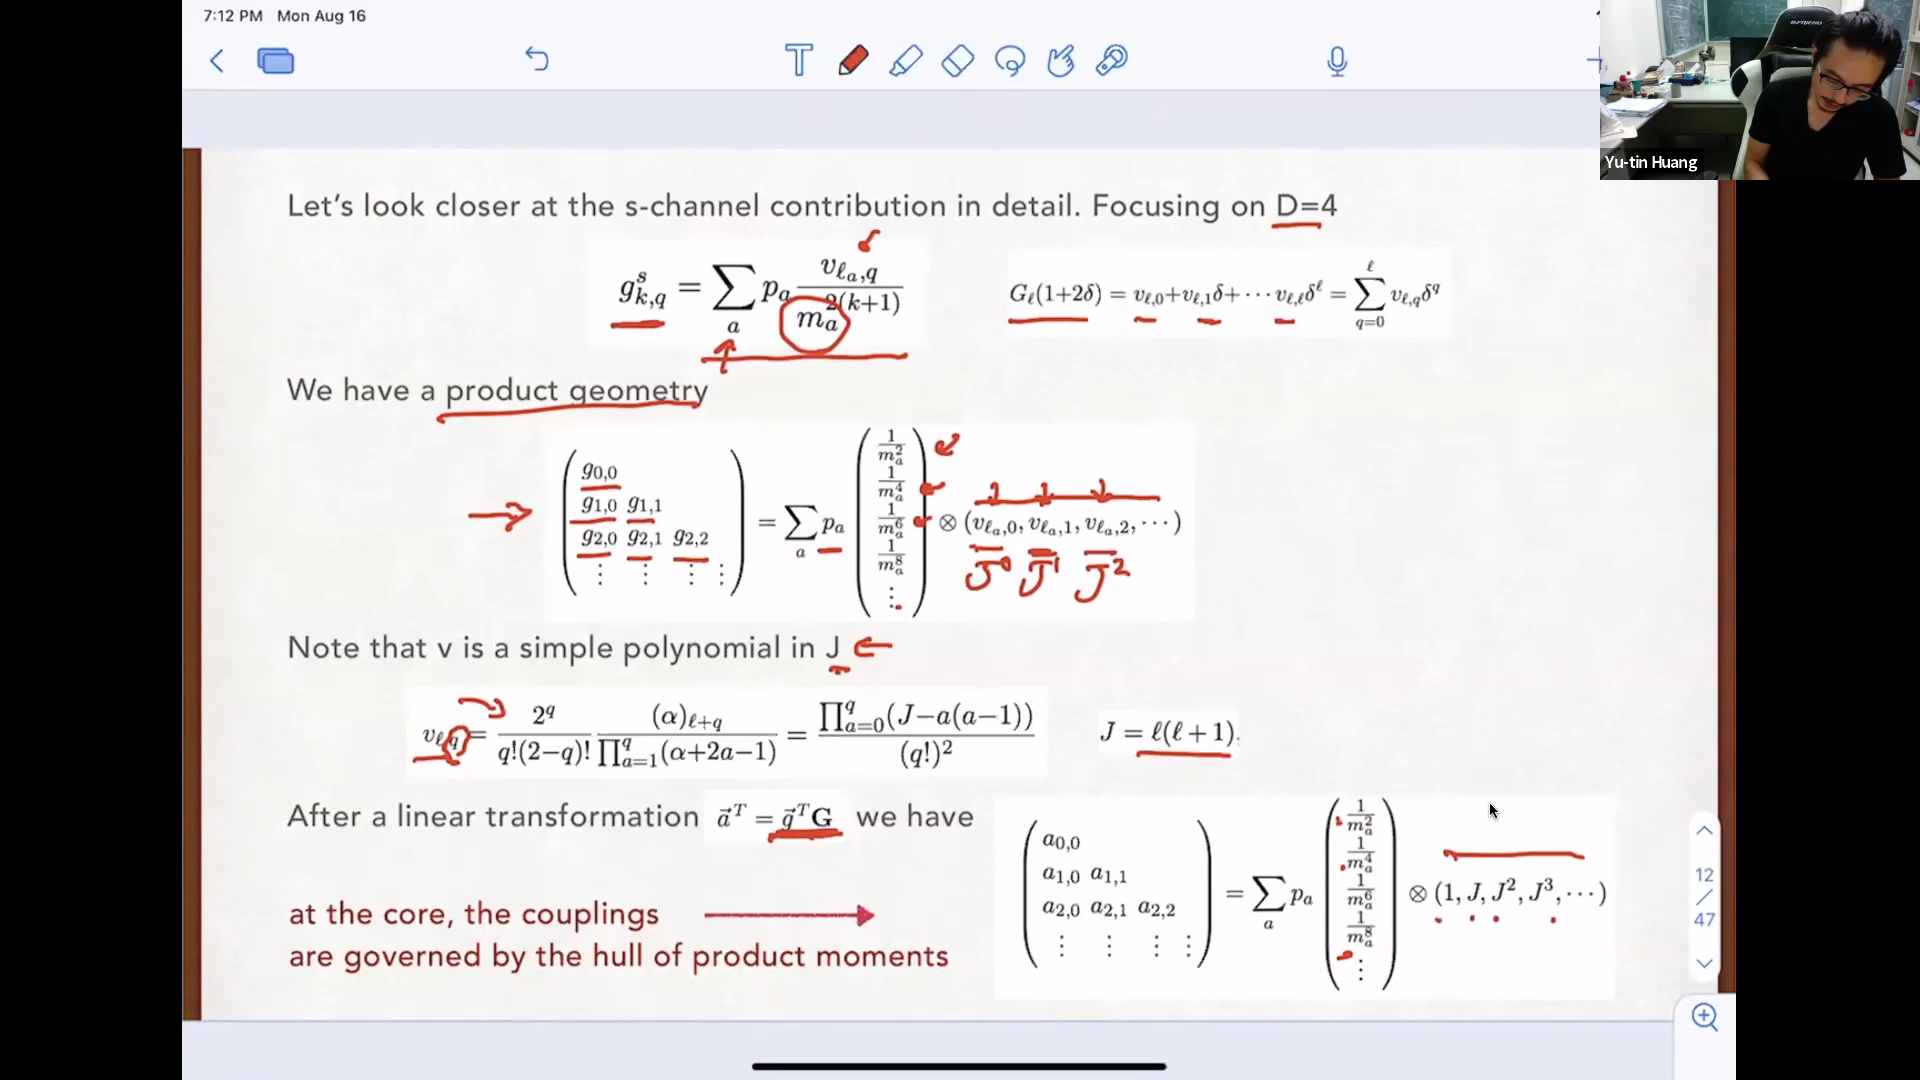 7:12 PM Mon Aug 16
Yu-tin Huang
Let's look closer at the s-channel contribution in detail. Focusing on D=4
g^s_{k,q} = ∑_a p_a v_{ℓ_a,q} / m_a^{2(k+1)}
G_ℓ(1+2δ) = v_{ℓ,0}+v_{ℓ,1}δ+⋯v_{ℓ,ℓ}δ^ℓ = ∑_{q=0}^{ℓ} v_{ℓ,q}δ^q
We have a product geometry
( g_{0,0}
g_{1,0} g_{1,1}
g_{2,0} g_{2,1} g_{2,2}
⋮ ⋮ ⋮ ⋮ ) = ∑_a p_a ( 1/m_a^2 1/m_a^4 1/m_a^6 1/m_a^8 ⋮ ) ⊗ (v_{ℓ_a,0}, v_{ℓ_a,1}, v_{ℓ_a,2}, ⋯)
J^0 J^1 J^2
Note that v is a simple polynomial in J
v_{ℓ,q} = 2^q / q!(2−q)! (α)_{ℓ+q} / ∏_{a=1}^q(α+2a−1) = ∏_{a=0}^q(J−a(a−1)) / (q!)^2
J = ℓ(ℓ+1).
After a linear transformation a⃗^T = g⃗^T G we have
( a_{0,0}
a_{1,0} a_{1,1}
a_{2,0} a_{2,1} a_{2,2}
⋮ ⋮ ⋮ ⋮ ) = ∑_a p_a ( 1/m_a^2 1/m_a^4 1/m_a^6 1/m_a^8 ⋮ ) ⊗ (1, J, J^2, J^3, ⋯)
at the core, the couplings
are governed by the hull of product moments
12
/
47